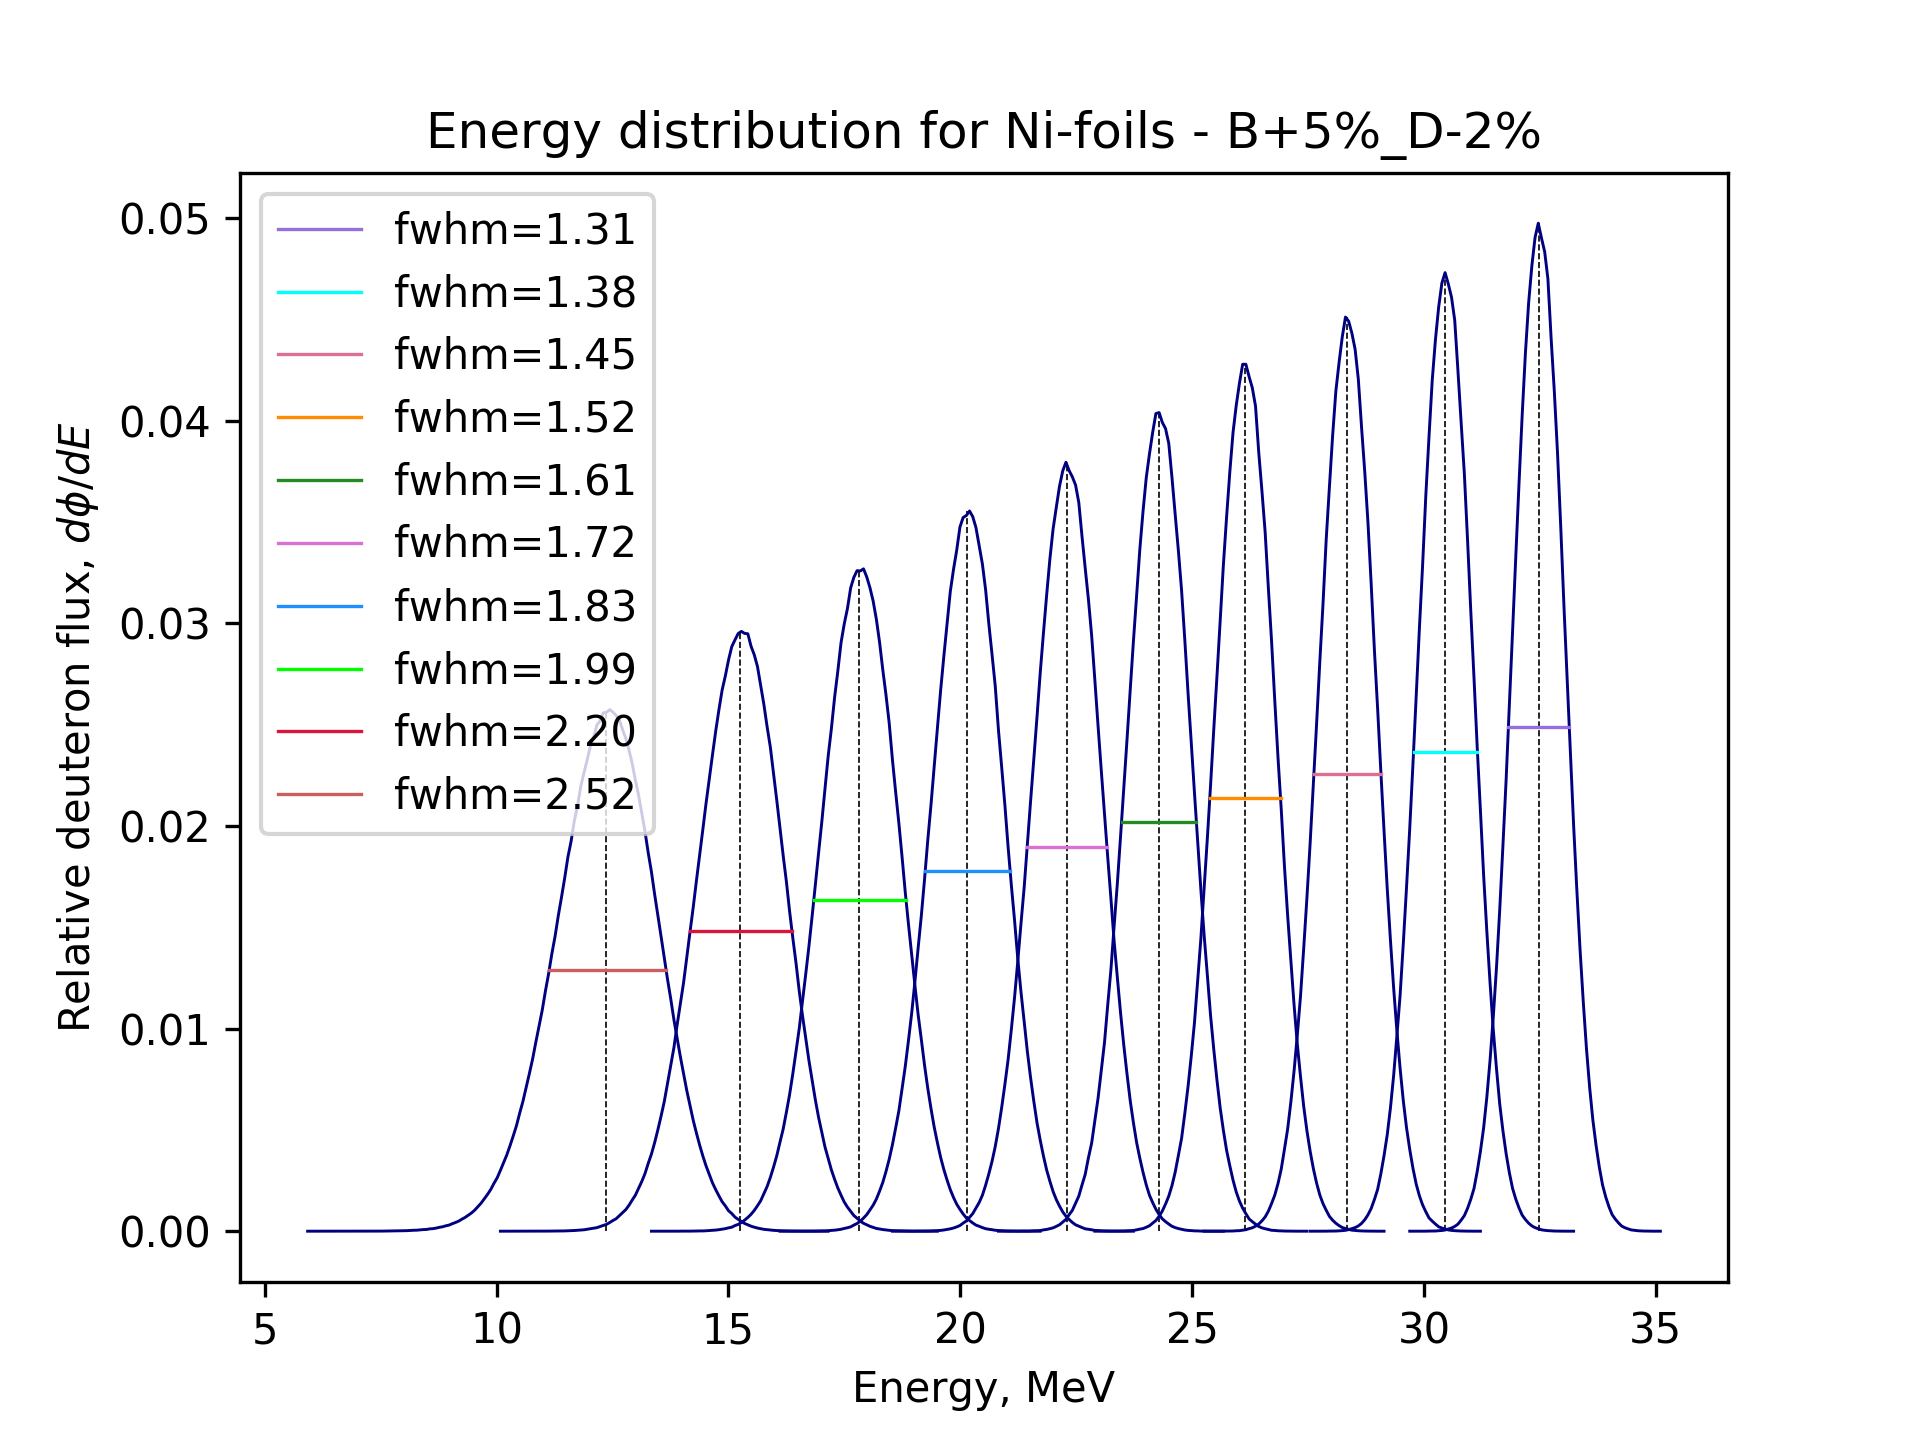 Energy distribution for Ni-foils - B+5%_D-2%
Relative deuteron flux, dϕ/dE
0.05
0.04
0.03
0.02
0.01
0.00
fwhm=1.31
fwhm=1.38
fwhm=1.45
fwhm=1.52
fwhm=1.61
fwhm=1.72
fwhm=1.83
fwhm=1.99
fwhm=2.20
fwhm=2.52
5 10 15 20 25 30 35
Energy, MeV